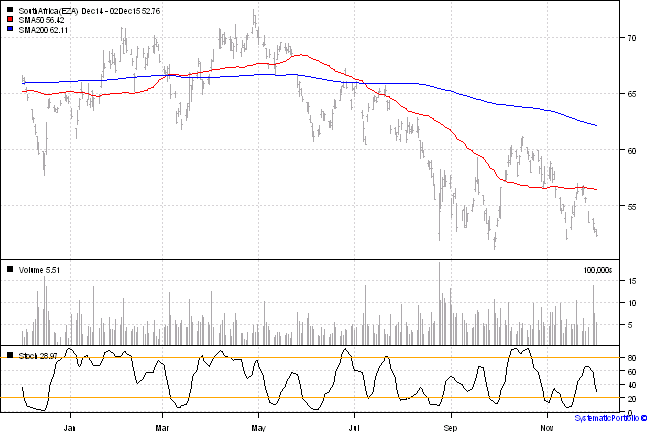 SouthAfrica(EZA) Dec14 - 02Dec15 52.76
SMA50 56.42
SMA200 62.11
70
65
60
55
Volume 5.51
100,000s
15
10
5
Stoch 28.97
80
60
40
20
0
SystematicPortfolio ©
Jan Mar May Jul Sep Nov